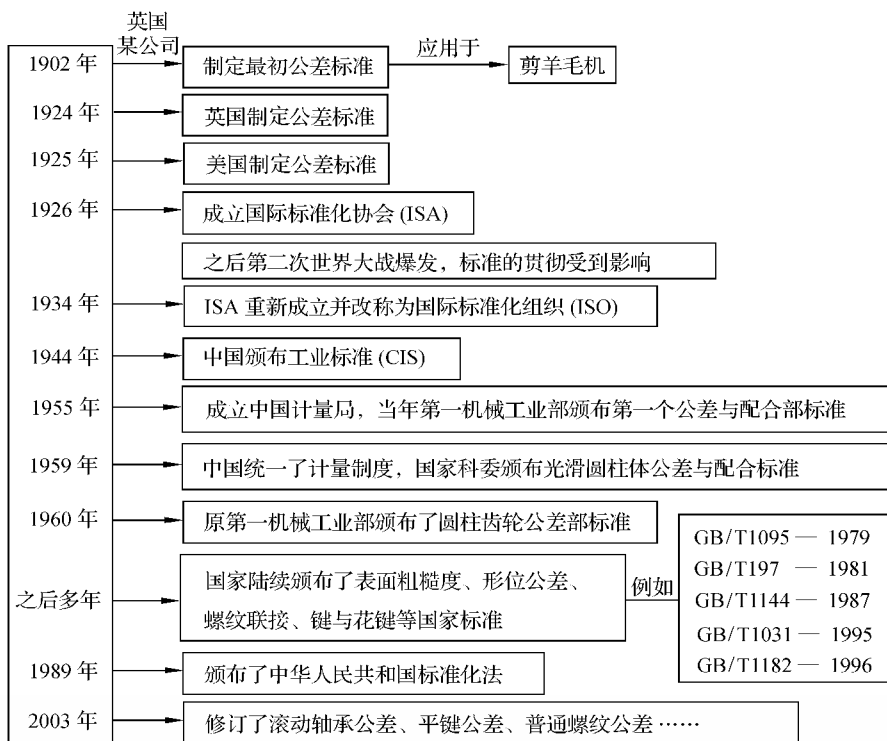 英国
某公司
1902 年
制定最初公差标准
应用于
剪羊毛机
1924 年
英国制定公差标准
1925 年
美国制定公差标准
1926 年
成立国际标准化协会 (ISA)
之后第二次世界大战爆发，标准的贯彻受到影响
1934 年
ISA 重新成立并改称为国际标准化组织 (ISO)
1944 年
中国颁布工业标准 (CIS)
1955 年
成立中国计量局，当年第一机械工业部颁布第一个公差与配合部标准
1959 年
中国统一了计量制度，国家科委颁布光滑圆柱体公差与配合标准
1960 年
原第一机械工业部颁布了圆柱齿轮公差部标准
之后多年
国家陆续颁布了表面粗糙度、形位公差、
螺纹联接、键与花键等国家标准
例如
GB/T1095 — 1979
GB/T197 — 1981
GB/T1144 — 1987
GB/T1031 — 1995
GB/T1182 — 1996
1989 年
颁布了中华人民共和国标准化法
2003 年
修订了滚动轴承公差、平键公差、普通螺纹公差……